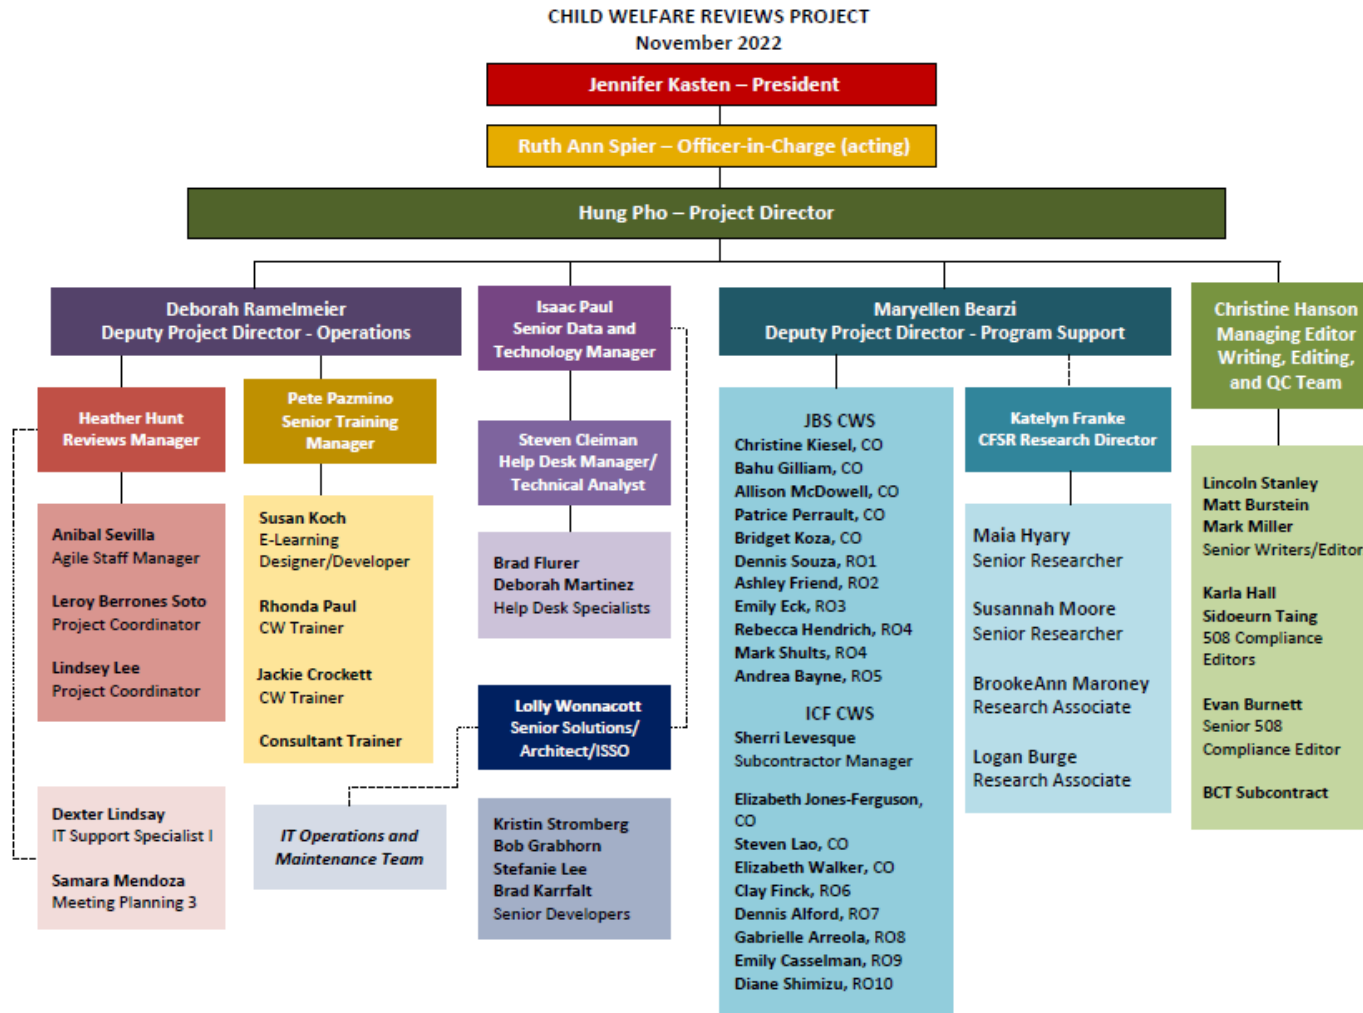 CHILD WELFARE REVIEWS PROJECT
November 2022
Jennifer Kasten – President
Ruth Ann Spier – Officer-in-Charge (acting)
Hung Pho – Project Director
Deborah Ramelmeier
Deputy Project Director - Operations
Isaac Paul
Senior Data and
Technology Manager
Maryellen Bearzi
Deputy Project Director - Program Support
Christine Hanson
Managing Editor
Writing, Editing,
and QC Team
Heather Hunt
Reviews Manager
Pete Pazmino
Senior Training
Manager
Steven Cleiman
Help Desk Manager/
Technical Analyst
Katelyn Franke
CFSR Research Director
Anibal Sevilla
Agile Staff Manager
Leroy Berrones Soto
Project Coordinator
Lindsey Lee
Project Coordinator
Dexter Lindsay
IT Support Specialist I
Samara Mendoza
Meeting Planning 3
Susan Koch
E-Learning
Designer/Developer
Rhonda Paul
CW Trainer
Jackie Crockett
CW Trainer
Consultant Trainer
IT Operations and
Maintenance Team
Brad Flurer
Deborah Martinez
Help Desk Specialists
Lolly Wonnacott
Senior Solutions/
Architect/ISSO
Kristin Stromberg
Bob Grabhorn
Stefanie Lee
Brad Karrfalt
Senior Developers
JBS CWS
Christine Kiesel, CO
Bahu Gilliam, CO
Allison McDowell, CO
Patrice Perrault, CO
Bridget Koza, CO
Dennis Souza, RO1
Ashley Friend, RO2
Emily Eck, RO3
Rebecca Hendrich, RO4
Mark Shults, RO4
Andrea Bayne, RO5
ICF CWS
Sherri Levesque
Subcontractor Manager
Elizabeth Jones-Ferguson,
CO
Steven Lao, CO
Elizabeth Walker, CO
Clay Finck, RO6
Dennis Alford, RO7
Gabrielle Arreola, RO8
Emily Casselman, RO9
Diane Shimizu, RO10
Maia Hyary
Senior Researcher
Susannah Moore
Senior Researcher
BrookeAnn Maroney
Research Associate
Logan Burge
Research Associate
Lincoln Stanley
Matt Burstein
Mark Miller
Senior Writers/Editor
Karla Hall
Sidoeurn Taing
508 Compliance
Editors
Evan Burnett
Senior 508
Compliance Editor
BCT Subcontract